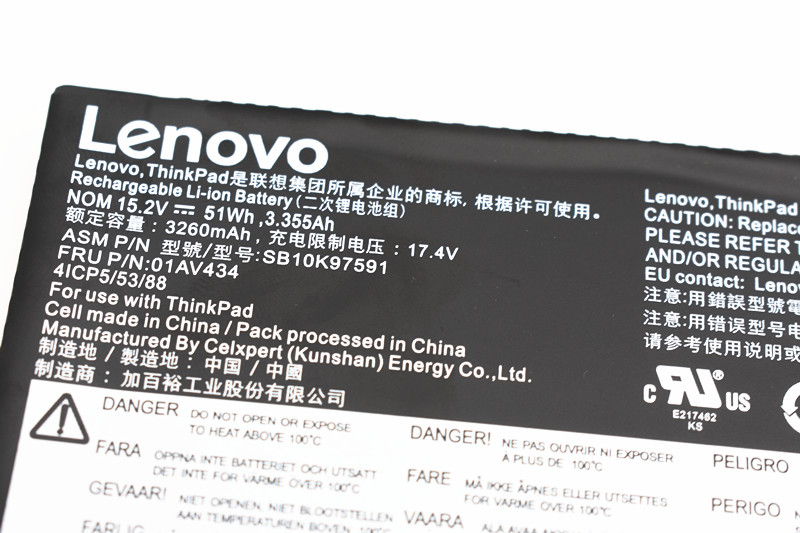 Lenovo
Lenovo,ThinkPad是联想集团所属企业的商标，根据许可使用。
Rechargeable Li-ion Battery (二次锂电池组)
NOM 15.2V⎓ 51Wh ,3.355Ah
额定容量：3260mAh，充电限制电压：17.4V
ASM P/N 型號/型号:SB10K97591
FRU P/N:01AV434
4ICP5/53/88
For use with ThinkPad
Cell made in China / Pack processed in China
Manufactured By Celxpert (Kunshan) Energy Co.,Ltd.
制造地 / 製造地： 中国 / 中國
制造商：加百裕工业股份有限公司
Lenovo,ThinkPad
CAUTION: Replace
PLEASE REFER T
AND/OR REGULA
EU contact: Leno
注意:用錯誤型號電
注意:用错误型号电
请参考使用说明或
C RU® US
E217462
KS
DANGER DO NOT OPEN OR EXPOSE
TO HEAT ABOVE 100°C
FARA ÖPPNA INTE BATTERIET OCH UTSATT
DET INTE FÖR VARME OVER 100°C
GEVAAR! NIET OPENEN, NIET BLOOTSTELLEN
AAN TEMPERATUREN BOVEN 100°C
FARLIG
DANGER! NE PAS OUVRIR NI EXPOSER
À PLUS DE 100°C
FARE MÅ IKKE ÅPNES ELLER UTSETTES
FOR VARME OVER 100°C
VAARA ÄLÄ AVAA
PELIGRO
PERIGO